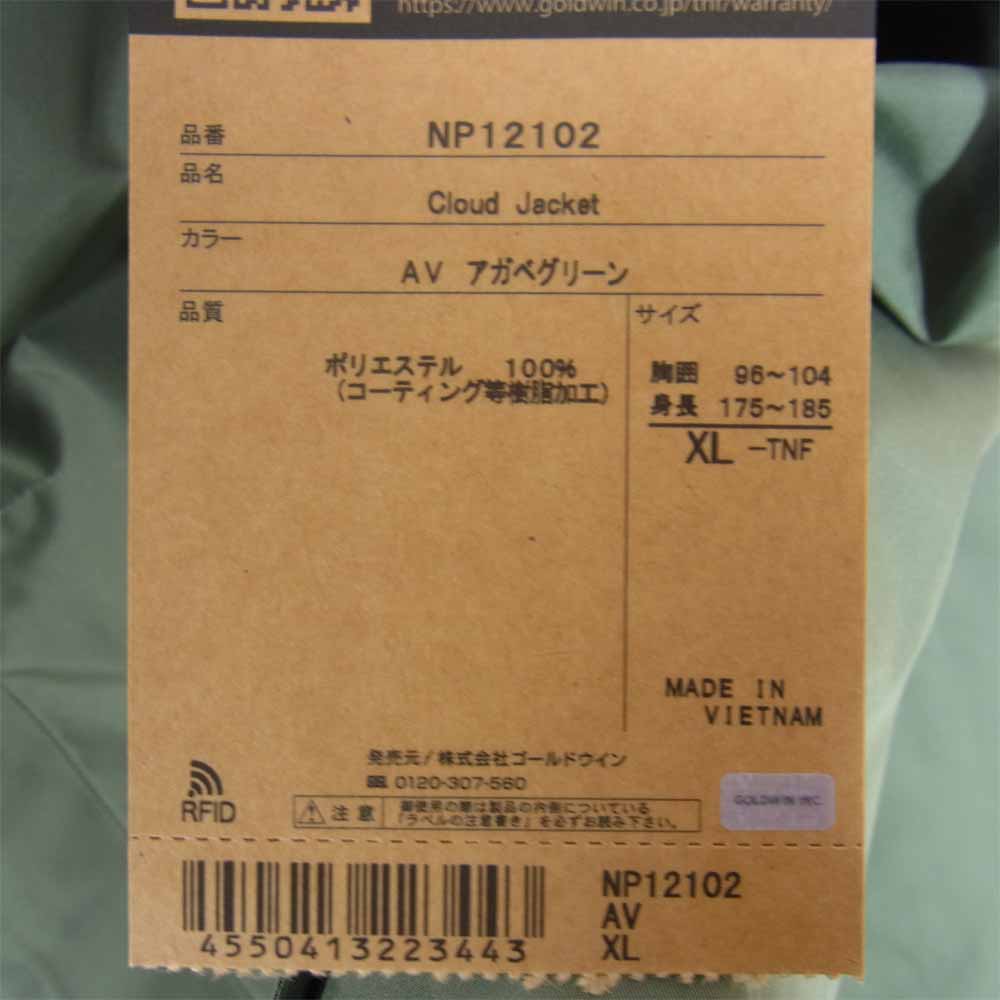 https://www.goldwin.co.jp/tnf/warranty/
品番 NP12102
品名
Cloud Jacket
カラー
AV アガベグリーン
品質
ポリエステル 100%
(コーティング等樹脂加工)
サイズ
胸囲 96~104
身長 175~185
XL -TNF
MADE IN
VIETNAM
発売元/株式会社ゴールドウイン
0120-307-560
RFID
注意
御使用の際は製品の内側についている
「ラベルの注意書き」を必ずお読み下さい。
GOLDWIN INC.
4550413223443
NP12102
AV
XL